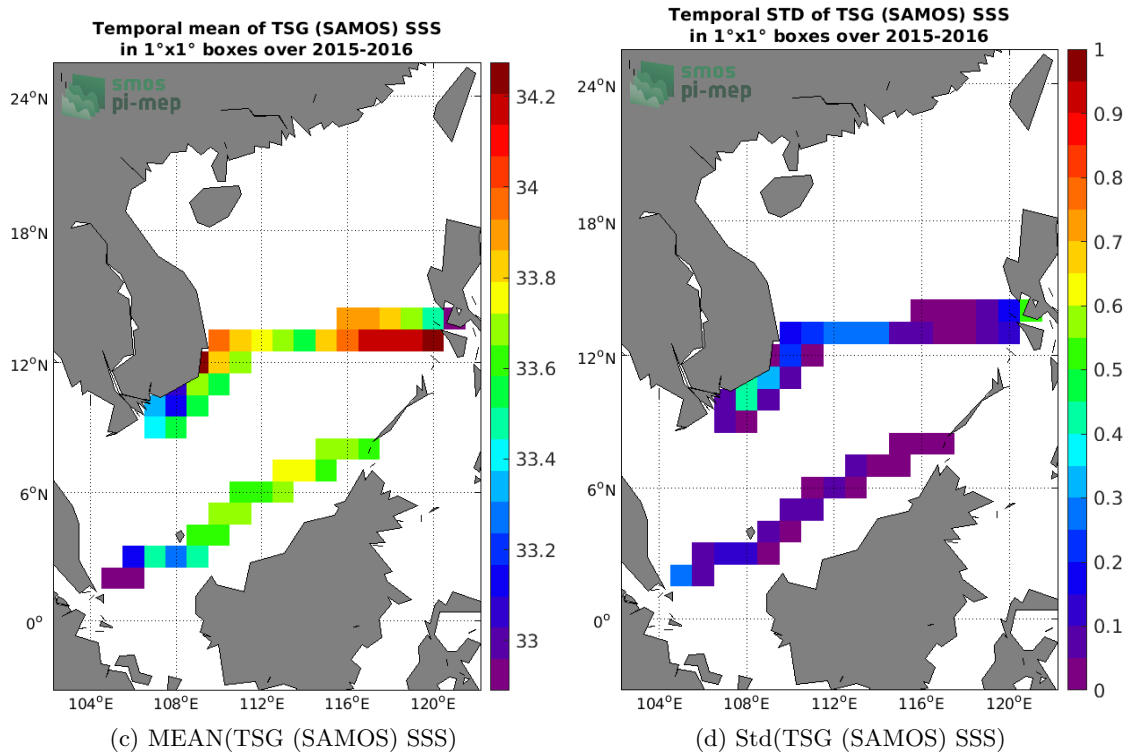 Temporal mean of TSG (SAMOS) SSS
in 1°x1° boxes over 2015-2016
smos
pi-mep
24°N
18°N
12°N
6°N
0°
104°E
108°E
112°E
116°E
120°E
34.2
34
33.8
33.6
33.4
33.2
33
(c) MEAN(TSG (SAMOS) SSS)
Temporal STD of TSG (SAMOS) SSS
in 1°x1° boxes over 2015-2016
smos
pi-mep
24°N
18°N
12°N
6°N
0°
104°E
108°E
112°E
116°E
120°E
1
0.9
0.8
0.7
0.6
0.5
0.4
0.3
0.2
0.1
0
(d) Std(TSG (SAMOS) SSS)